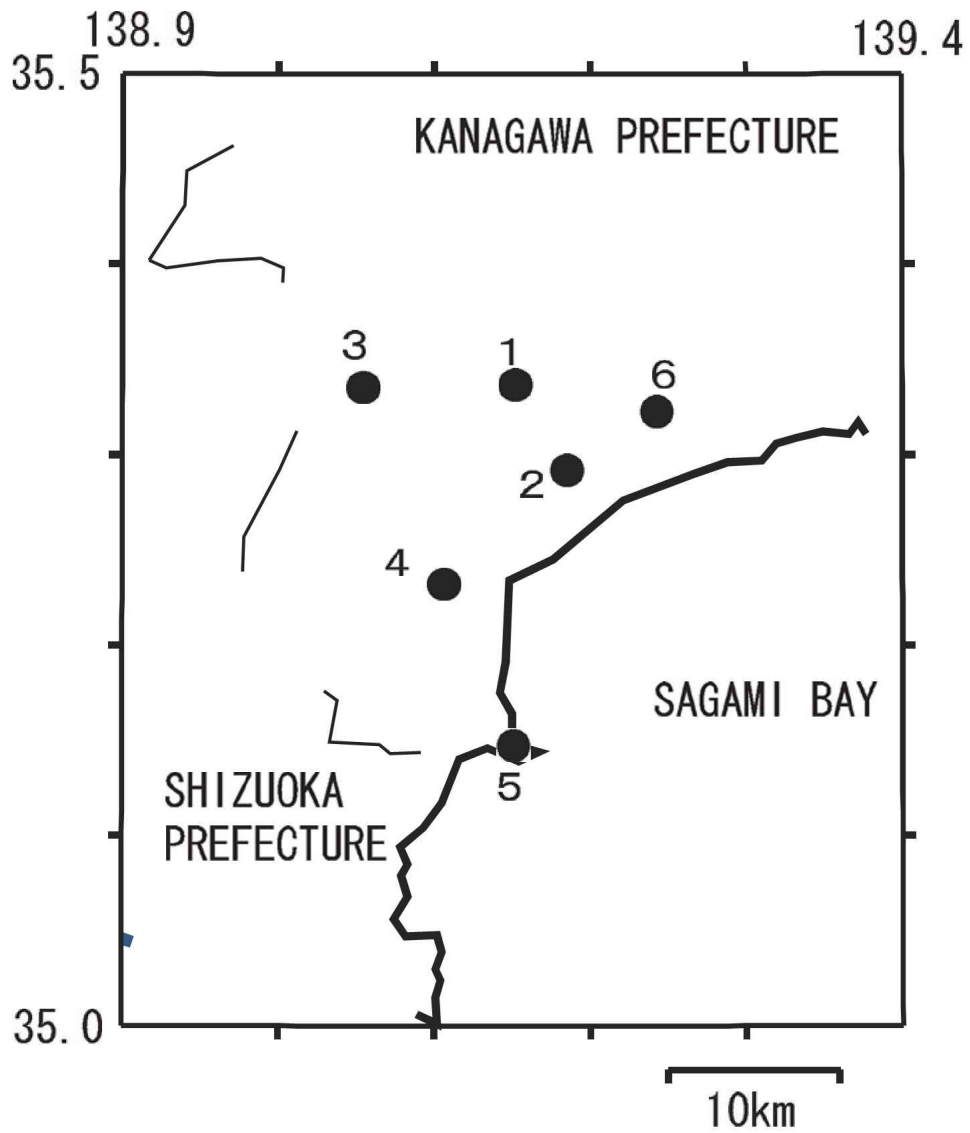 138.9
139.4
35.5
KANAGAWA PREFECTURE
3
1
6
2
4
SAGAMI BAY
5
SHIZUOKA
PREFECTURE
35.0
10km